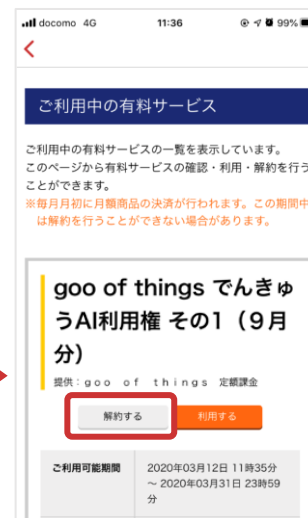 docomo 4G 11:36 99%
ご利用中の有料サービス
ご利用中の有料サービスの一覧を表示しています。
このページから有料サービスの確認・利用・解約を行う
ことができます。
※毎月月初に月額商品の決済が行われます。この期間中
は解約を行うことができない場合があります。
goo of things でんきゅ
うAI利用権 その1（９月
分）
提供：ｇｏｏ ｏｆ ｔｈｉｎｇｓ 定額課金
解約する 利用する
ご利用可能期間 2020年03月12日 11時35分
～ 2020年03月31日 23時59
分